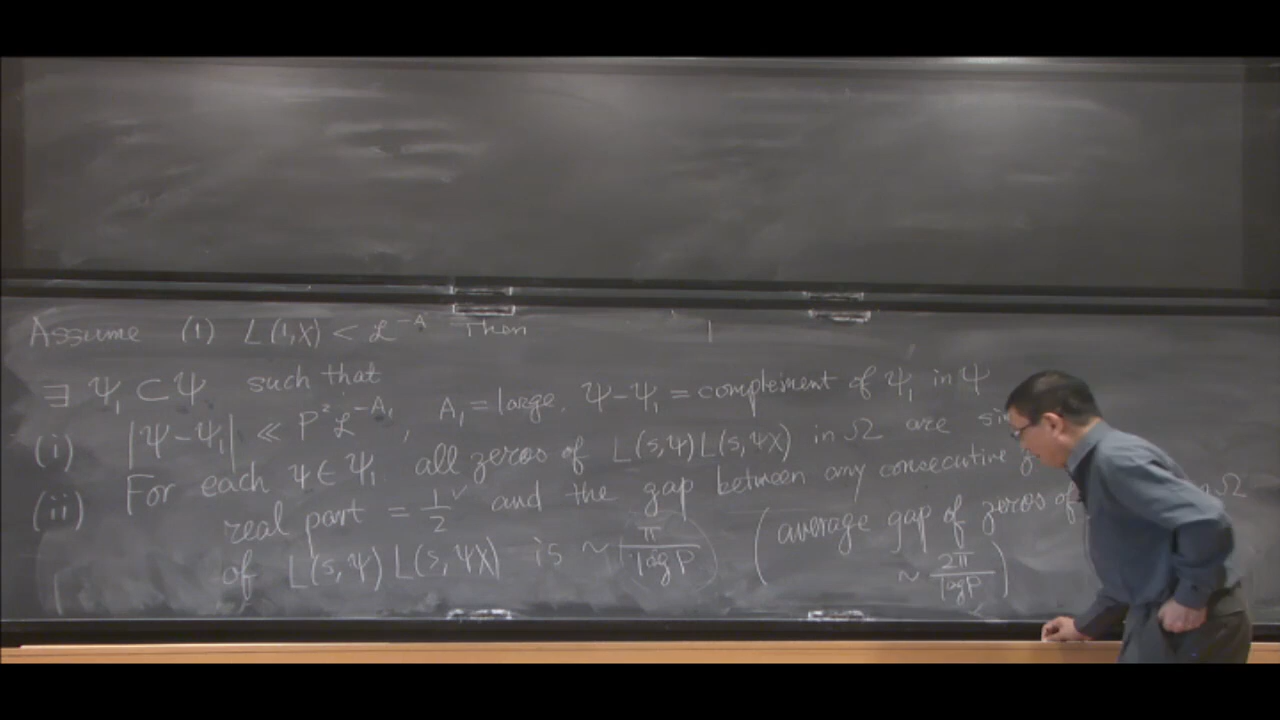 Assume (1) L(1,χ) < ℒ^{-A} Then
∃ Ψ₁ ⊂ Ψ such that
(i) |Ψ-Ψ₁| ≪ P² ℒ^{-A₁}, A₁ = large. Ψ-Ψ₁ = complement of Ψ₁ in Ψ
(ii) For each ψ ∈ Ψ₁ all zeros of L(s,ψ)L(s,ψχ) in Ω are
real part = 1/2 and the gap between any consecutive
of L(s,ψ)L(s,ψχ) is ~ π/log P (average gap of zeros of Ω
~ 2π/log P)